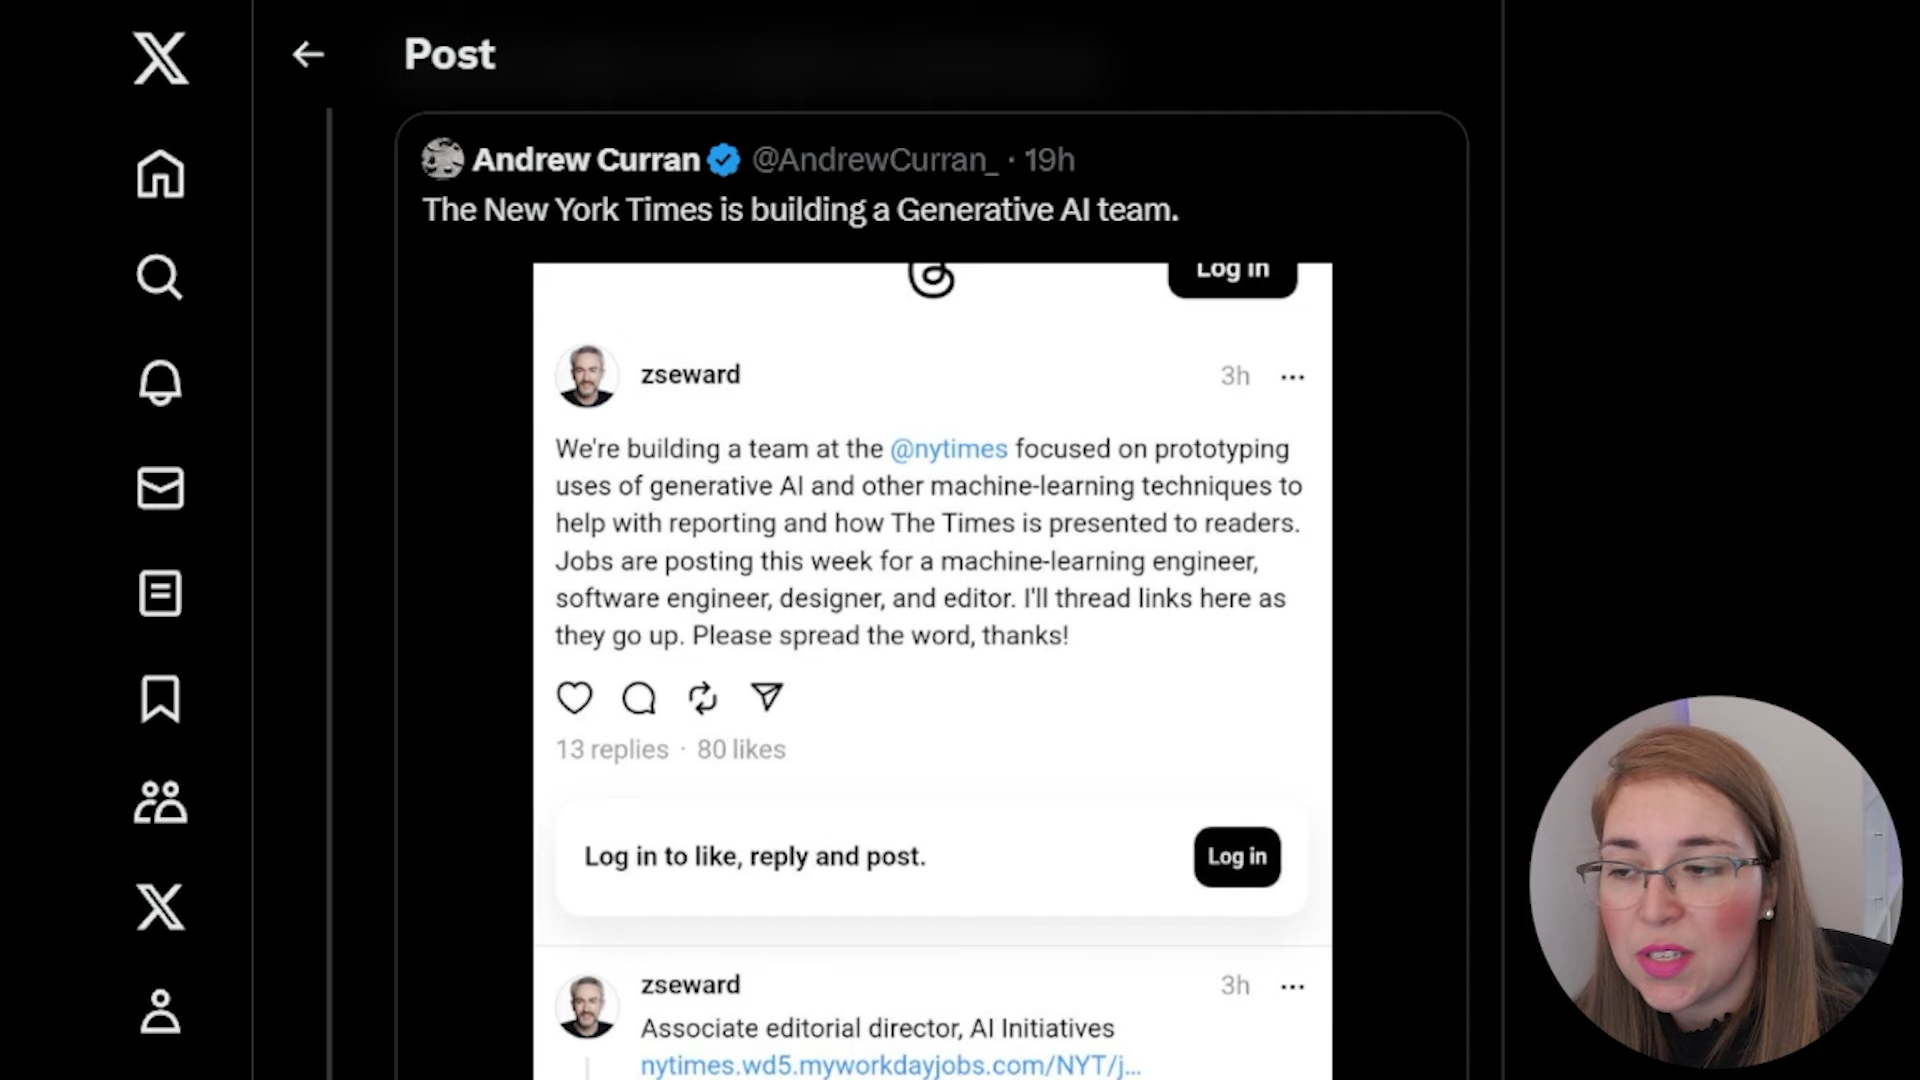 Post
Andrew Curran @AndrewCurran_ · 19h
The New York Times is building a Generative AI team.
Log in
zseward 3h
We're building a team at the @nytimes focused on prototyping
uses of generative AI and other machine-learning techniques to
help with reporting and how The Times is presented to readers.
Jobs are posting this week for a machine-learning engineer,
software engineer, designer, and editor. I'll thread links here as
they go up. Please spread the word, thanks!
13 replies · 80 likes
Log in to like, reply and post. Log in
zseward 3h
Associate editorial director, AI Initiatives
nytimes.wd5.myworkdayjobs.com/NYT/j...